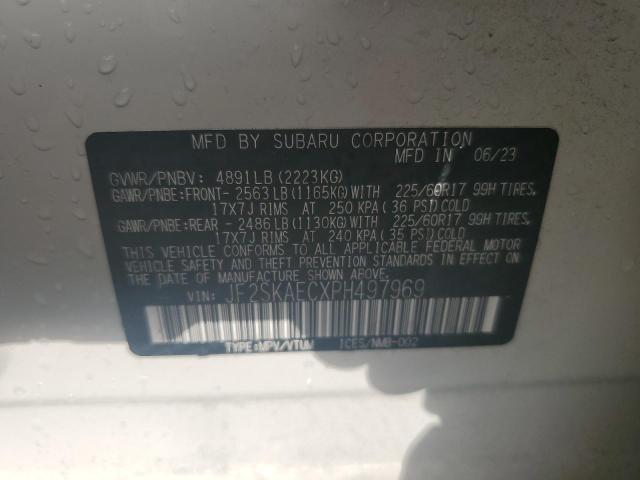 MFD BY SUBARU CORPORATION
MFD IN 06/23
GVWR/PNBV: 4891LB(2223KG)
GAWR/PNBE:FRONT- 2563LB(1165KG)WITH 225/60R17 99H TIRES,
17X7J RIMS AT 250 KPA(36 PSI)COLD
GAWR/PNBE:REAR - 2486LB(1130KG)WITH 225/60R17 99H TIRES,
17X7J RIMS AT 240 KPA(35 PSI)COLD
THIS VEHICLE CONFORMS TO ALL APPLICABLE FEDERAL MOTOR
VEHICLE SAFETY AND THEFT PREVENTION STANDARDS IN EFFECT
ON THE DATE OF MANUFACTURE SHOWN ABOVE.
VIN: JF2SKAECXPH497969
TYPE:MPV/VTUM ICES/NMB-002